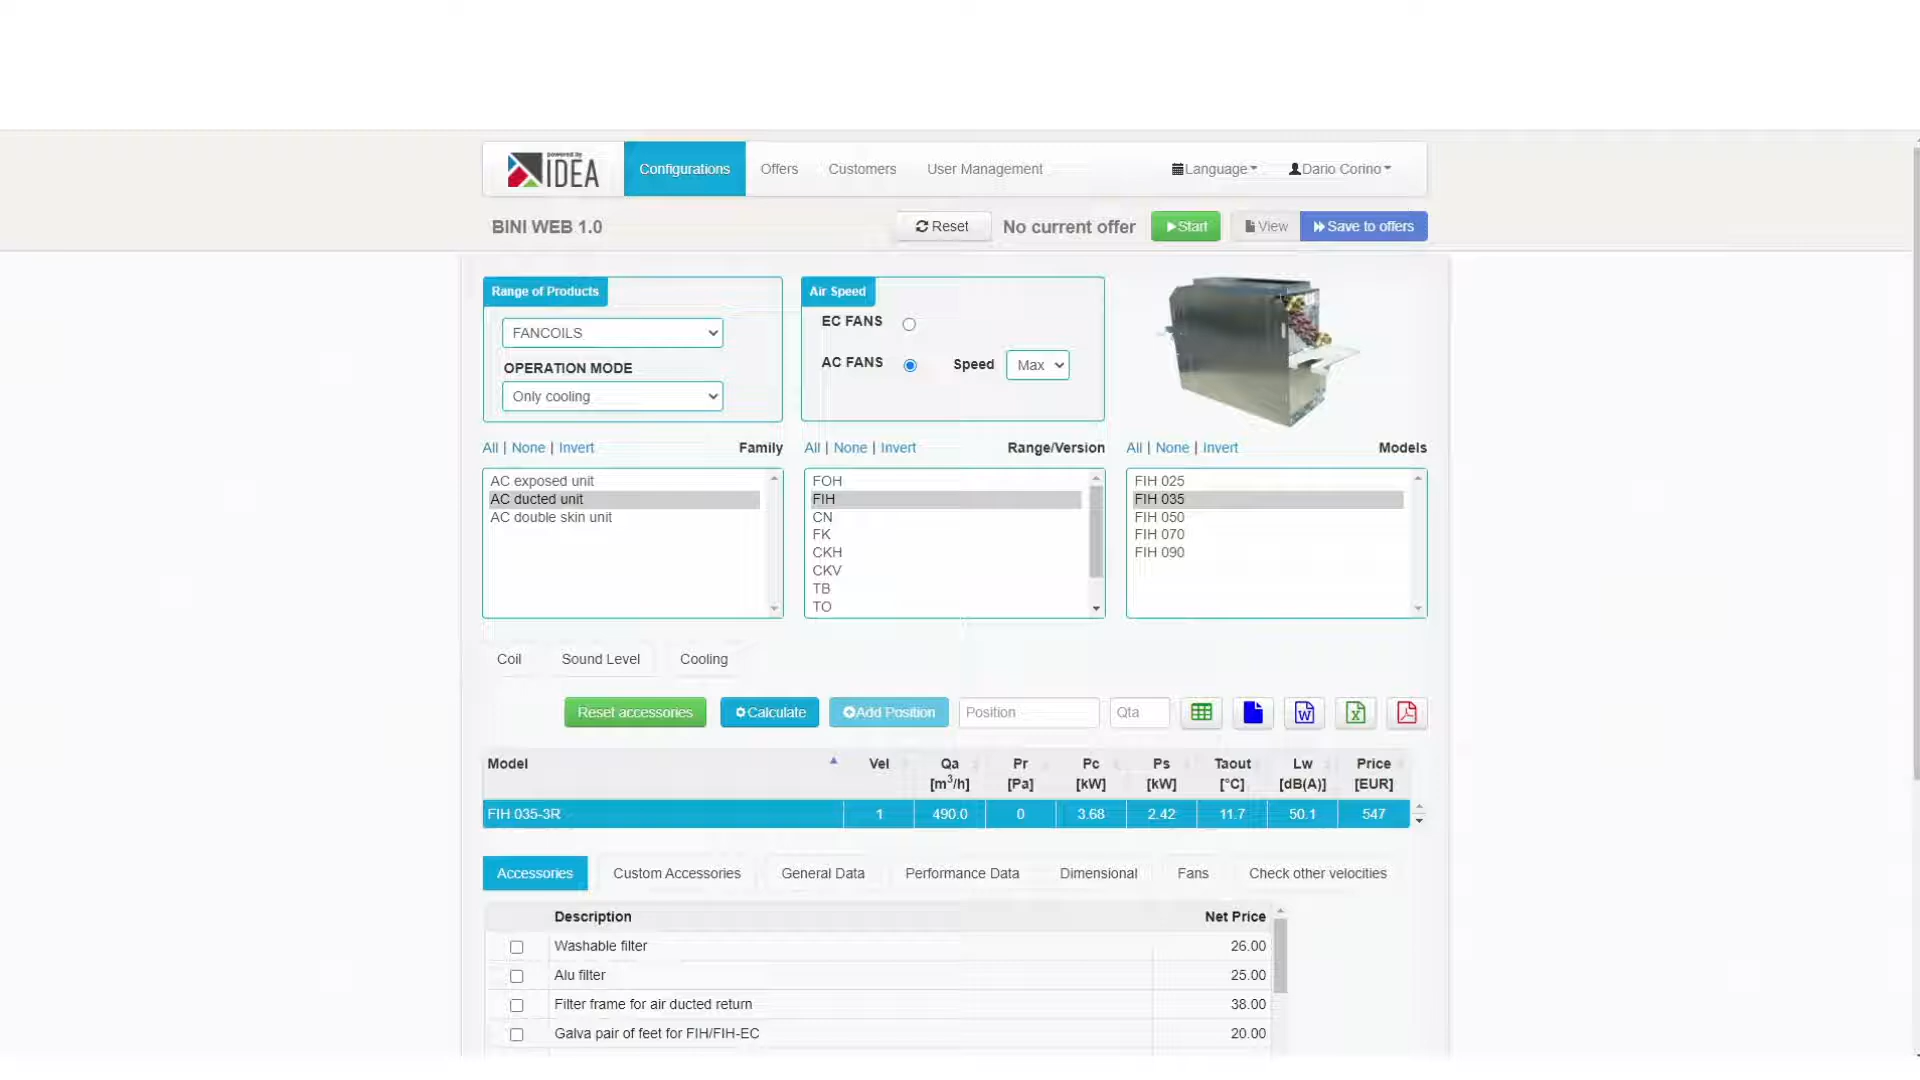 powered by
IDEA
Configurations Offers Customers User Management Language Dario Corino
BINI WEB 1.0 Reset No current offer Start View Save to offers
Range of Products
FANCOILS
OPERATION MODE
Only cooling
Air Speed
EC FANS
AC FANS Speed Max
All | None | Invert Family
AC exposed unit
AC ducted unit
AC double skin unit
All | None | Invert Range/Version
FOH
FIH
CN
FK
CKH
CKV
TB
TO
All | None | Invert Models
FIH 025
FIH 035
FIH 050
FIH 070
FIH 090
Coil Sound Level Cooling
Reset accessories Calculate Add Position Position Qta
Model Vel Qa [m³/h] Pr [Pa] Pc [kW] Ps [kW] Taout [°C] Lw [dB(A)] Price [EUR]
FIH 035-3R 1 490.0 0 3.68 2.42 11.7 50.1 547
Accessories Custom Accessories General Data Performance Data Dimensional Fans Check other velocities
Description Net Price
Washable filter 26.00
Alu filter 25.00
Filter frame for air ducted return 38.00
Galva pair of feet for FIH/FIH-EC 20.00